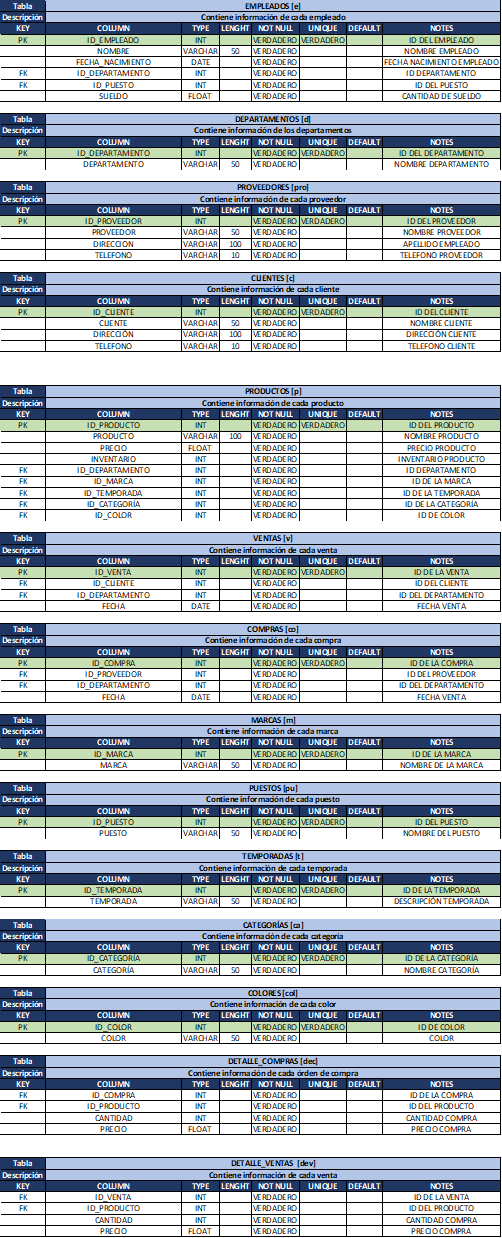 Tabla EMPLEADOS [e]
Descripción Contiene información de cada empleado
KEY COLUMN TYPE LENGHT NOT NULL UNIQUE DEFAULT NOTES
PK ID_EMPLEADO INT VERDADERO VERDADERO ID DEL EMPLEADO
NOMBRE VARCHAR 50 VERDADERO NOMBRE EMPLEADO
FECHA_NACIMIENTO DATE VERDADERO FECHA NACIMIENTO EMPLEADO
FK ID_DEPARTAMENTO INT VERDADERO ID DEPARTAMENTO
FK ID_PUESTO INT VERDADERO ID DEL PUESTO
SUELDO FLOAT VERDADERO CANTIDAD DE SUELDO
Tabla DEPARTAMENTOS [d]
Descripción Contiene información de los departamentos
KEY COLUMN TYPE LENGHT NOT NULL UNIQUE DEFAULT NOTES
PK ID_DEPARTAMENTO INT VERDADERO VERDADERO ID DEL DEPARTAMENTO
DEPARTAMENTO VARCHAR 50 VERDADERO NOMBRE DEPARTAMENTO
Tabla PROVEEDORES [pro]
Descripción Contiene información de cada proveedor
KEY COLUMN TYPE LENGHT NOT NULL UNIQUE DEFAULT NOTES
PK ID_PROVEEDOR INT VERDADERO VERDADERO ID DEL PROVEEDOR
PROVEEDOR VARCHAR 50 VERDADERO NOMBRE PROVEEDOR
DIRECCION VARCHAR 100 VERDADERO APELLIDO EMPLEADO
TELEFONO VARCHAR 10 VERDADERO TELEFONO PROVEEDOR
Tabla CLIENTES [c]
Descripción Contiene información de cada cliente
KEY COLUMN TYPE LENGHT NOT NULL UNIQUE DEFAULT NOTES
PK ID_CLIENTE INT VERDADERO VERDADERO ID DEL CLIENTE
CLIENTE VARCHAR 50 VERDADERO NOMBRE CLIENTE
DIRECCIÓN VARCHAR 100 VERDADERO DIRECCIÓN CLIENTE
TELEFONO VARCHAR 10 VERDADERO TELEFONO CLIENTE
Tabla PRODUCTOS [p]
Descripción Contiene información de cada producto
KEY COLUMN TYPE LENGHT NOT NULL UNIQUE DEFAULT NOTES
PK ID_PRODUCTO INT VERDADERO VERDADERO ID DEL PRODUCTO
PRODUCTO VARCHAR 100 VERDADERO NOMBRE PRODUCTO
PRECIO FLOAT VERDADERO PRECIO PRODUCTO
INVENTARIO INT VERDADERO INVENTARIO PRODUCTO
FK ID_DEPARTAMENTO INT VERDADERO ID DEPARTAMENTO
FK ID_MARCA INT VERDADERO ID DE LA MARCA
FK ID_TEMPORADA INT VERDADERO ID DE LA TEMPORADA
FK ID_CATEGORÍA INT VERDADERO ID DE LA CATEGORÍA
FK ID_COLOR INT VERDADERO ID DE COLOR
Tabla VENTAS [v]
Descripción Contiene información de cada venta
KEY COLUMN TYPE LENGHT NOT NULL UNIQUE DEFAULT NOTES
PK ID_VENTA INT VERDADERO VERDADERO ID DE LA VENTA
FK ID_CLIENTE INT VERDADERO ID DEL CLIENTE
FK ID_DEPARTAMENTO INT VERDADERO ID DEL DEPARTAMENTO
FECHA DATE VERDADERO FECHA VENTA
Tabla COMPRAS [co]
Descripción Contiene información de cada compra
KEY COLUMN TYPE LENGHT NOT NULL UNIQUE DEFAULT NOTES
PK ID_COMPRA INT VERDADERO VERDADERO ID DE LA COMPRA
FK ID_PROVEEDOR INT VERDADERO ID DEL PROVEEDOR
FK ID_DEPARTAMENTO INT VERDADERO ID DEL DEPARTAMENTO
FECHA DATE VERDADERO FECHA VENTA
Tabla MARCAS [m]
Descripción Contiene información de cada marca
KEY COLUMN TYPE LENGHT NOT NULL UNIQUE DEFAULT NOTES
PK ID_MARCA INT VERDADERO VERDADERO ID DE LA MARCA
MARCA VARCHAR 50 VERDADERO NOMBRE DE LA MARCA
Tabla PUESTOS [pu]
Descripción Contiene información de cada puesto
KEY COLUMN TYPE LENGHT NOT NULL UNIQUE DEFAULT NOTES
PK ID_PUESTO INT VERDADERO VERDADERO ID DEL PUESTO
PUESTO VARCHAR 50 VERDADERO NOMBRE DEL PUESTO
Tabla TEMPORADAS [t]
Descripción Contiene información de cada temporada
KEY COLUMN TYPE LENGHT NOT NULL UNIQUE DEFAULT NOTES
PK ID_TEMPORADA INT VERDADERO VERDADERO ID DE LA TEMPORADA
TEMPORADA VARCHAR 50 VERDADERO DESCRIPCIÓN TEMPORADA
Tabla CATEGORÍAS [ca]
Descripción Contiene información de cada categoría
KEY COLUMN TYPE LENGHT NOT NULL UNIQUE DEFAULT NOTES
PK ID_CATEGORÍA INT VERDADERO VERDADERO ID DE LA CATEGORÍA
CATEGORÍA VARCHAR 50 VERDADERO NOMBRE CATEGORÍA
Tabla COLORES [col]
Descripción Contiene información de cada color
KEY COLUMN TYPE LENGHT NOT NULL UNIQUE DEFAULT NOTES
PK ID_COLOR INT VERDADERO VERDADERO ID DE COLOR
COLOR VARCHAR 50 VERDADERO COLOR
Tabla DETALLE_COMPRAS [dec]
Descripción Contiene información de cada órden de compra
KEY COLUMN TYPE LENGHT NOT NULL UNIQUE DEFAULT NOTES
FK ID_COMPRA INT VERDADERO ID DE LA COMPRA
FK ID_PRODUCTO INT VERDADERO ID DEL PRODUCTO
CANTIDAD INT VERDADERO CANTIDAD COMPRA
PRECIO FLOAT VERDADERO PRECIO COMPRA
Tabla DETALLE_VENTAS [dev]
Descripción Contiene información de cada venta
KEY COLUMN TYPE LENGHT NOT NULL UNIQUE DEFAULT NOTES
FK ID_VENTA INT VERDADERO ID DE LA VENTA
FK ID_PRODUCTO INT VERDADERO ID DEL PRODUCTO
CANTIDAD INT VERDADERO CANTIDAD COMPRA
PRECIO FLOAT VERDADERO PRECIO COMPRA